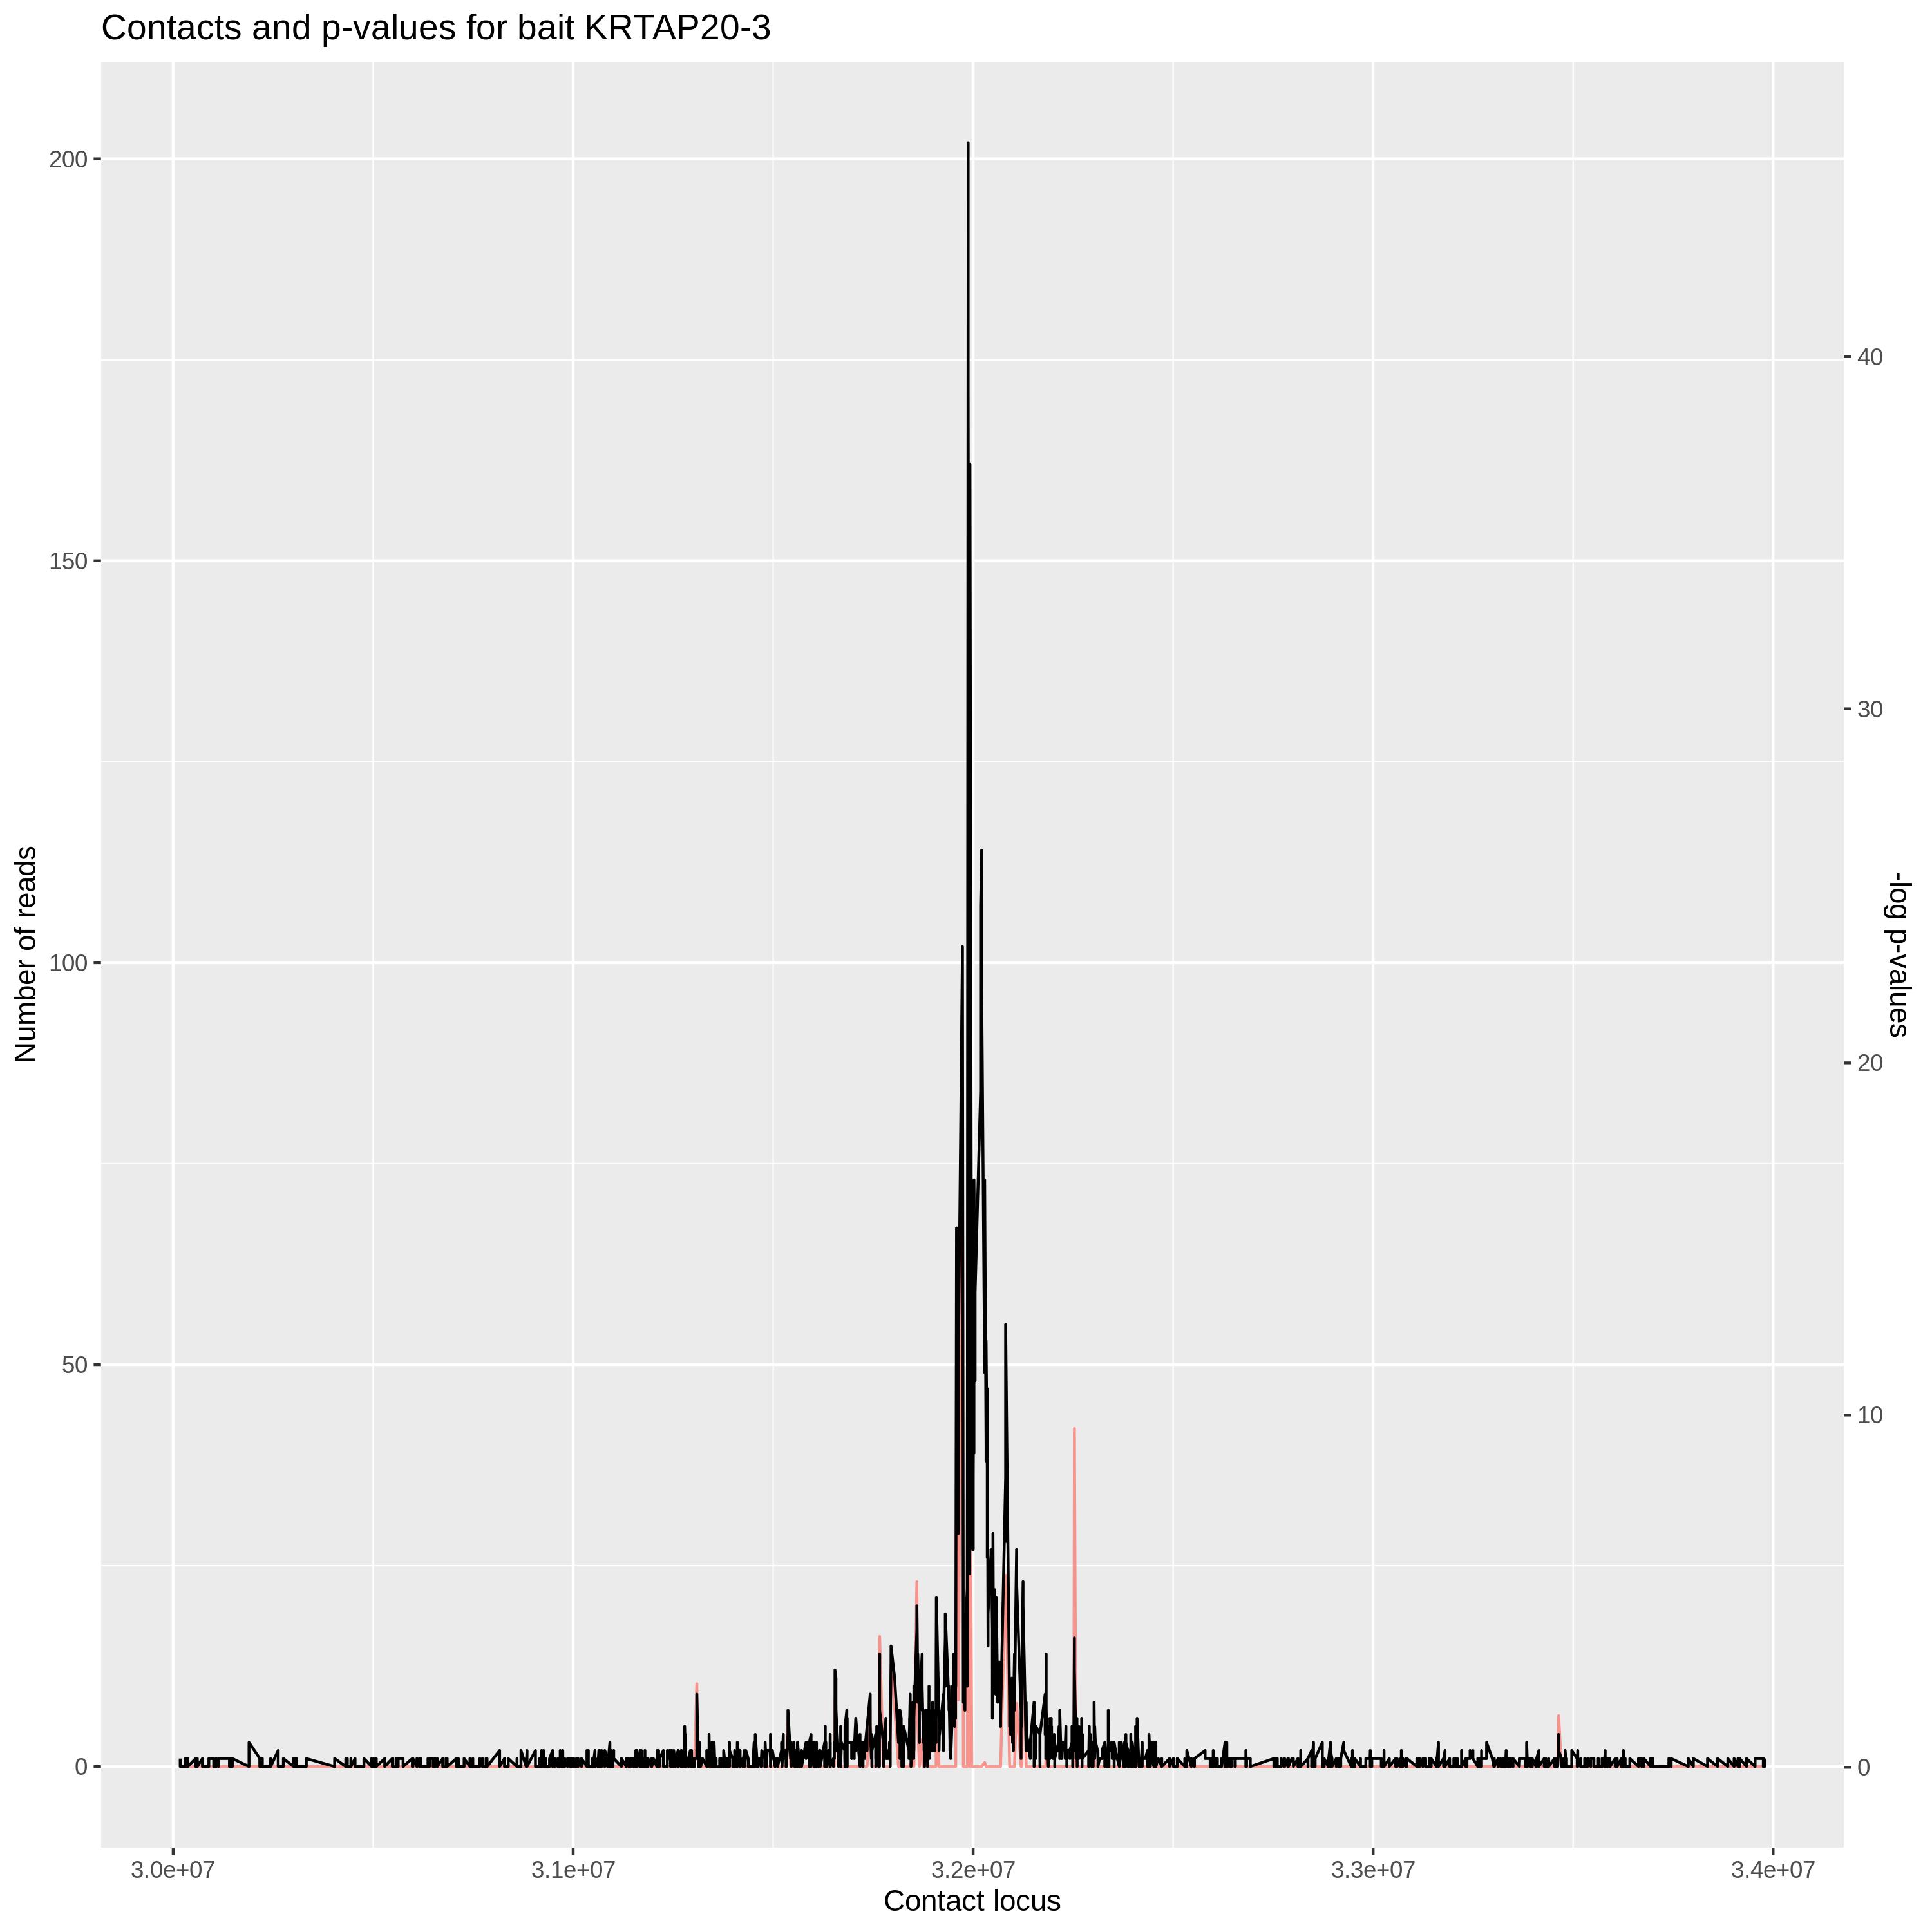 Contacts and p-values for bait KRTAP20-3
200
150
100
50
0
Number of reads
40
30
20
10
0
-log p-values
3.0e+07 3.1e+07 3.2e+07 3.3e+07 3.4e+07
Contact locus